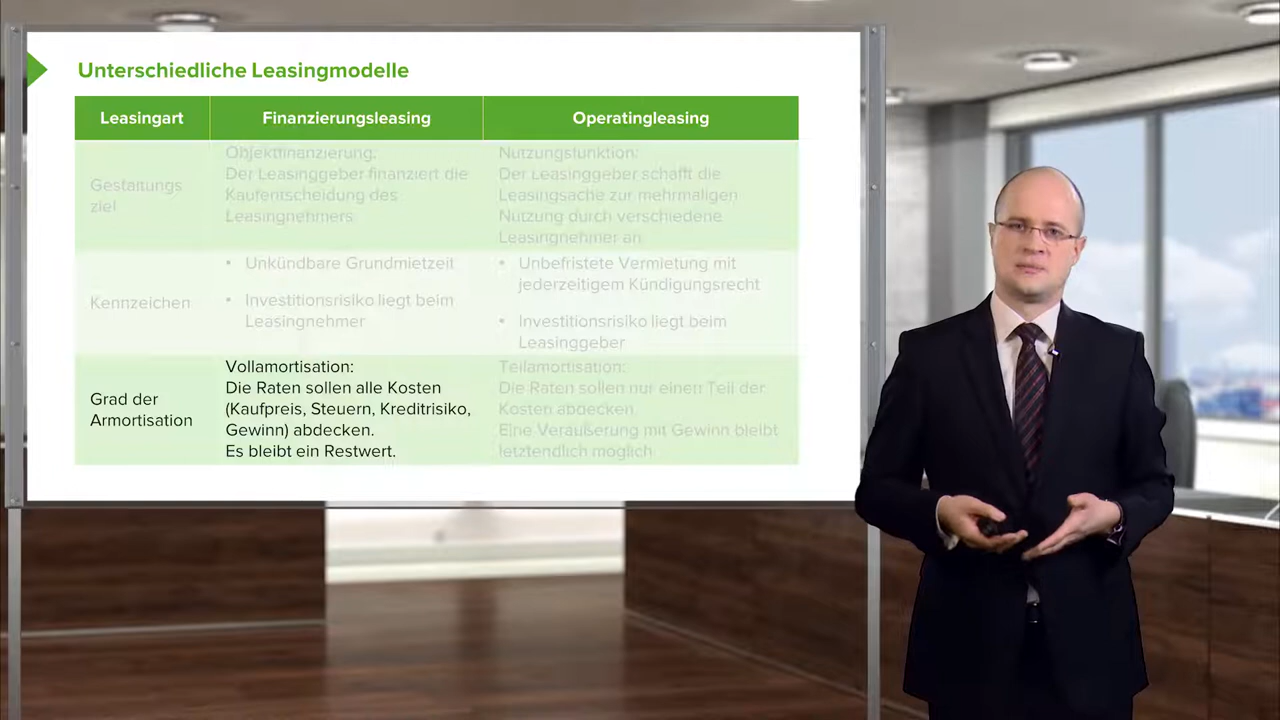 Unterschiedliche Leasingmodelle
Leasingart
Finanzierungsleasing
Operatingleasing
Gestaltungs
ziel
Objektfinanzierung:
Der Leasinggeber finanziert die
Kaufentscheidung des
Leasingnehmers
Nutzungsfunktion:
Der Leasinggeber schafft die
Leasingsache zur mehrmaligen
Nutzung durch verschiedene
Leasingnehmer an
Kennzeichen
• Unkündbare Grundmietzeit
• Investitionsrisiko liegt beim
Leasingnehmer
• Unbefristete Vermietung mit
jederzeitigem Kündigungsrecht
• Investitionsrisiko liegt beim
Leasinggeber
Grad der
Armortisation
Vollamortisation:
Die Raten sollen alle Kosten
(Kaufpreis, Steuern, Kreditrisiko,
Gewinn) abdecken.
Es bleibt ein Restwert.
Teilamortisation:
Die Raten sollen nur einen Teil der
Kosten abdecken.
Eine Veräußerung mit Gewinn bleibt
letztendlich möglich